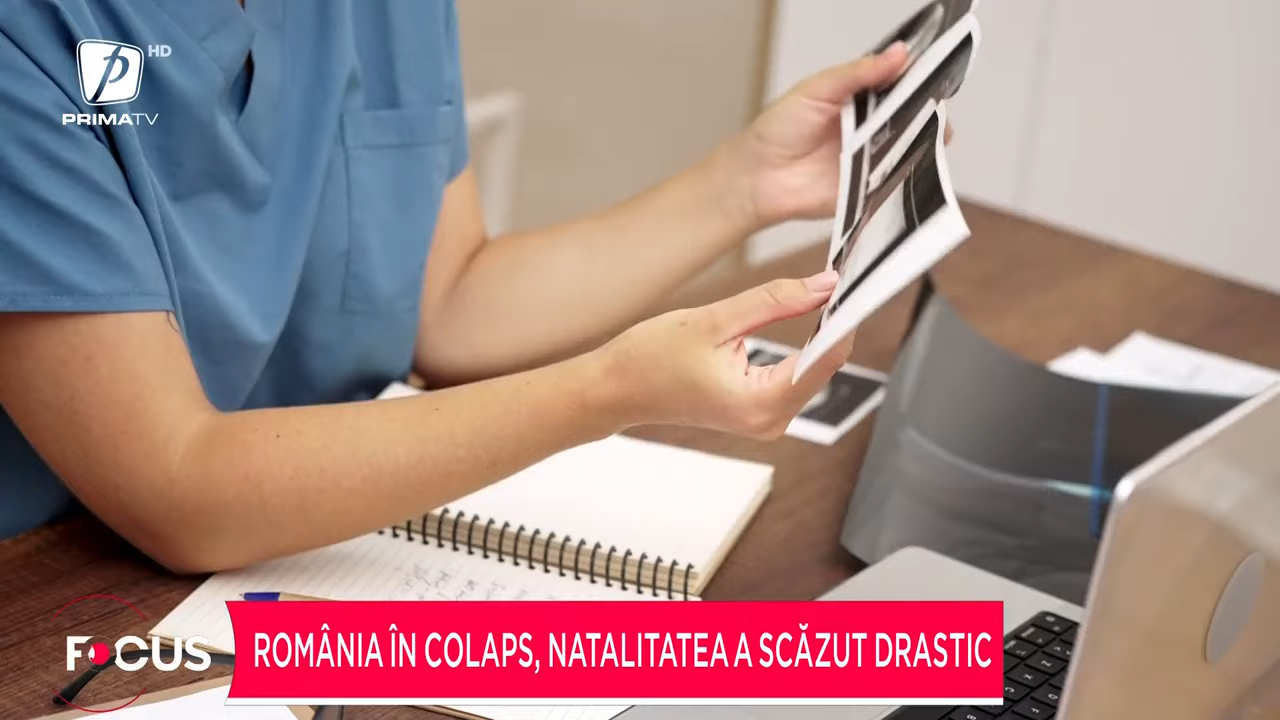 HD
PRIMATV
FOCUS
ROMÂNIA ÎN COLAPS, NATALITATEA A SCĂZUT DRASTIC